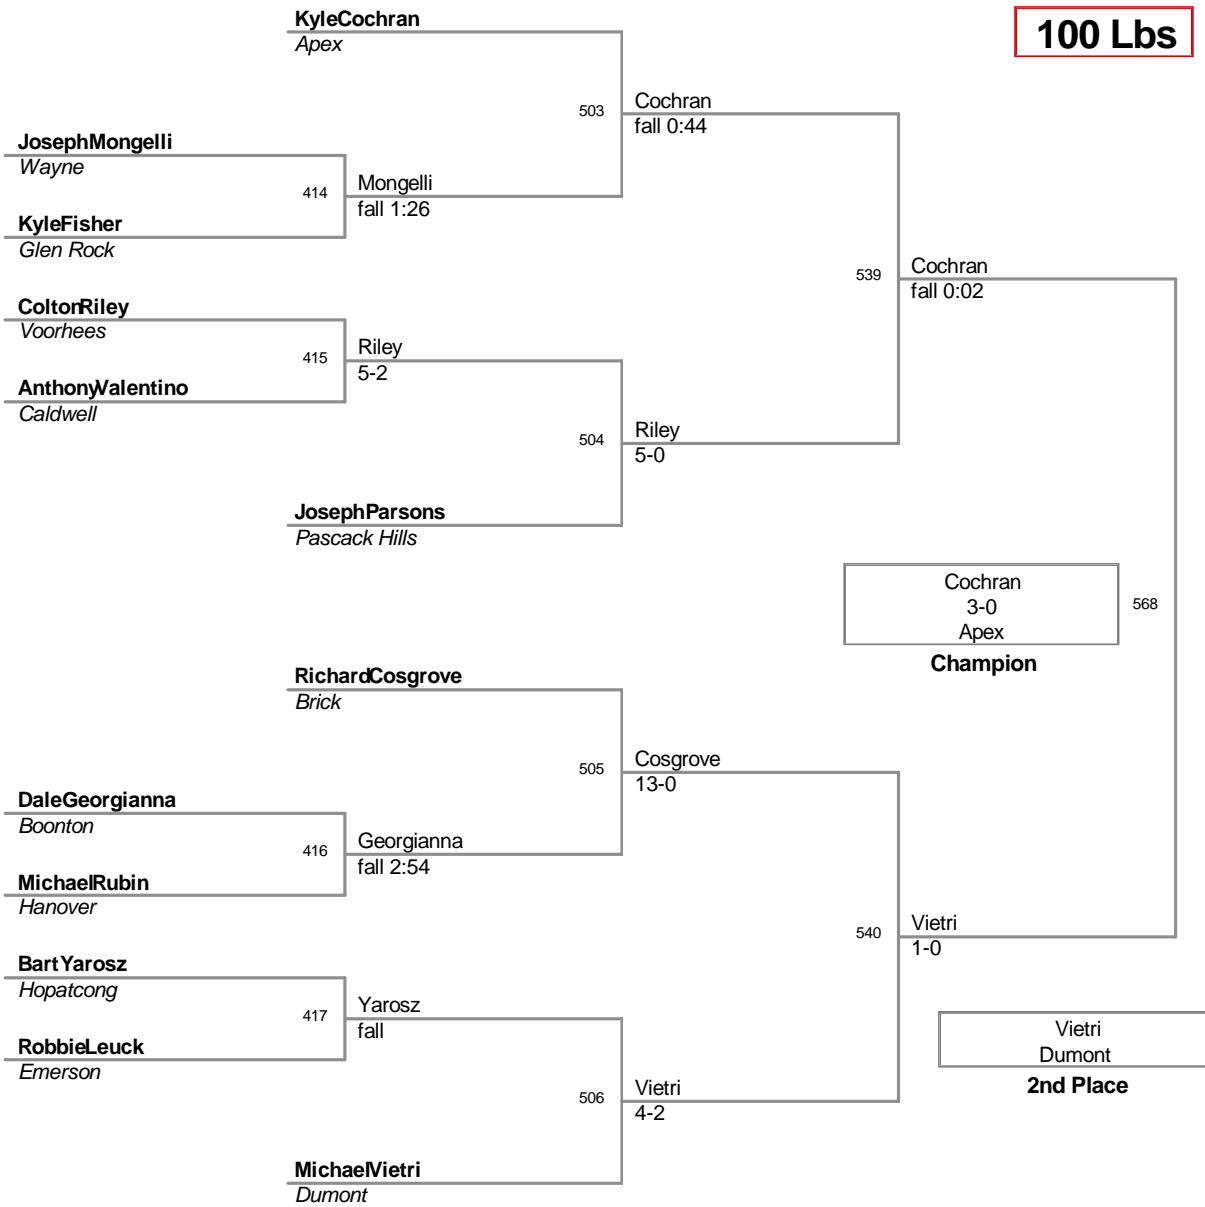 KyleCochran
Apex
100 Lbs
503
Cochran
fall 0:44
JosephMongelli
Wayne
414
Mongelli
fall 1:26
KyleFisher
Glen Rock
539
Cochran
fall 0:02
ColtonRiley
Voorhees
415
Riley
5-2
AnthonyValentino
Caldwell
504
Riley
5-0
JosephParsons
Pascack Hills
Cochran
3-0
Apex
568
Champion
RichardCosgrove
Brick
505
Cosgrove
13-0
DaleGeorgianna
Boonton
416
Georgianna
fall 2:54
MichaelRubin
Hanover
540
Vietri
1-0
BartYarosz
Hopatcong
417
Yarosz
fall
RobbieLeuck
Emerson
Vietri
Dumont
2nd Place
506
Vietri
4-2
MichaelVietri
Dumont